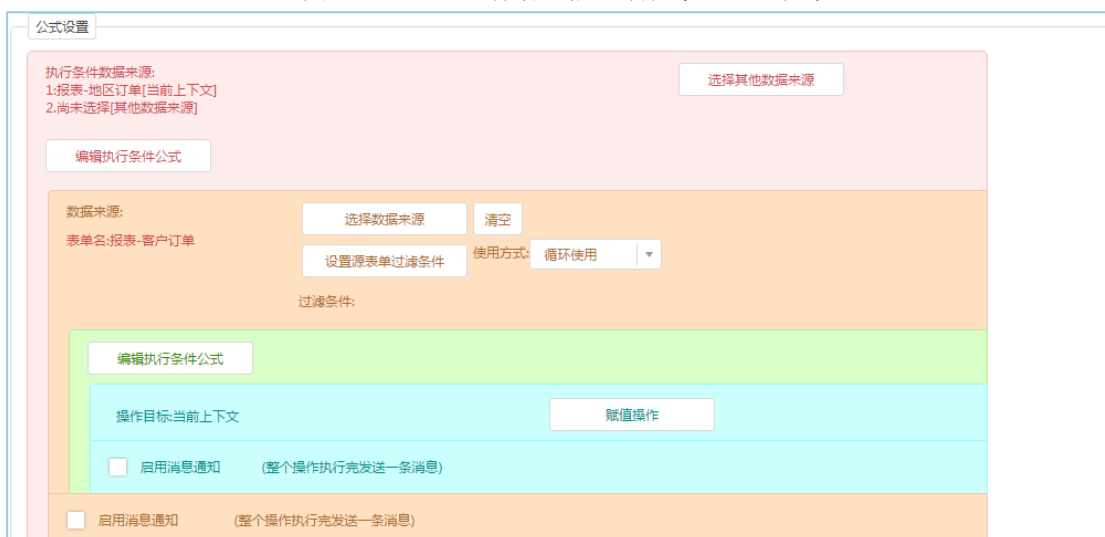 公式设置
执行条件数据来源:
1:报表-地区订单[当前上下文]
2.尚未选择[其他数据来源]
选择其他数据来源
编辑执行条件公式
数据来源:
选择数据来源
清空
表单名:报表-客户订单
设置源表单过滤条件
使用方式:
循环使用
过滤条件:
编辑执行条件公式
操作目标:当前上下文
赋值操作
启用消息通知 (整个操作执行完发送一条消息)
启用消息通知 (整个操作执行完发送一条消息)